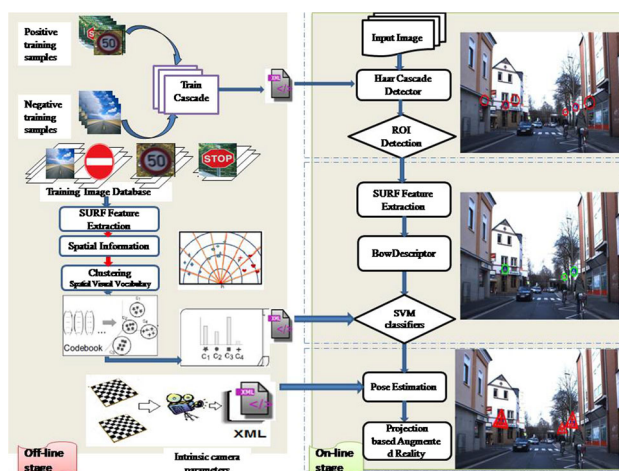 Positive
training
samples
Negative
training
samples
Train
Cascade
XML
</>
50
50
STOP
Training Image Database
SURF Feature
Extraction
Spatial Information
Clustering
Spatial Visual Vocabulary
Codebook
...
C1 C2 C3 C4
XML
XML
XML
Intrinsic camera
parameters
Off-line
stage
Input Image
Haar Cascade
Detector
ROI
Detection
SURF Feature
Extraction
BowDescriptor
SVM
classifiers
Pose Estimation
Projection
based Augmente
d Reality
On-line
stage